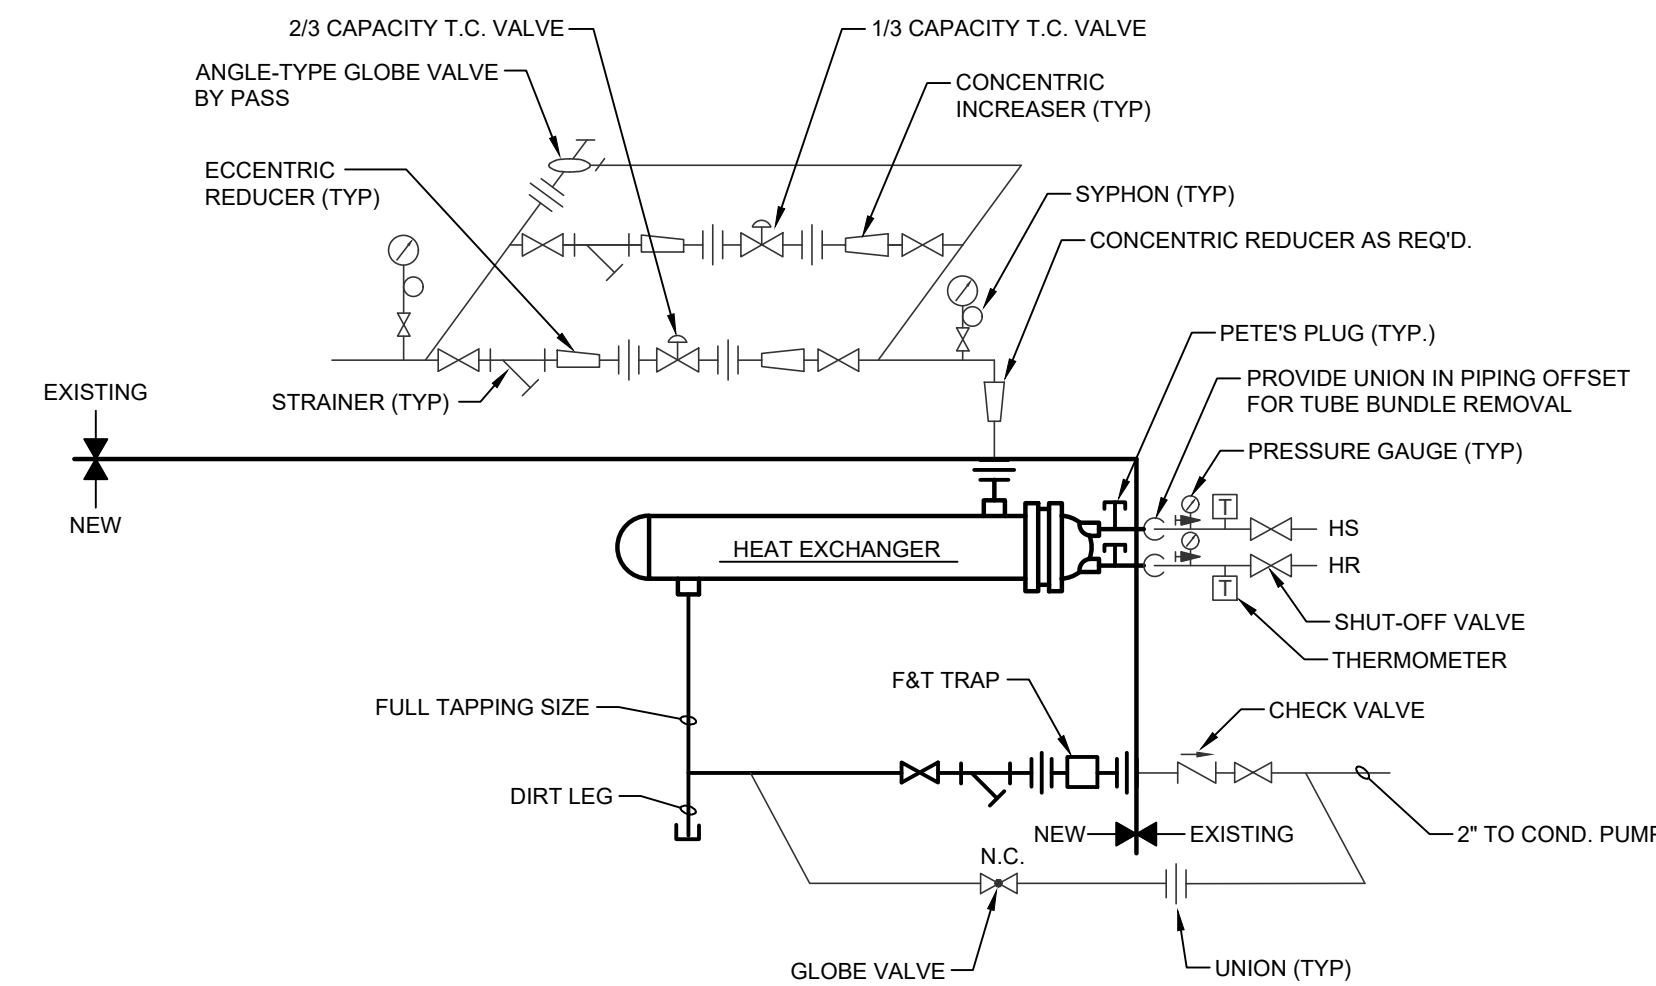 2/3 CAPACITY T.C. VALVE
1/3 CAPACITY T.C. VALVE
ANGLE-TYPE GLOBE VALVE
BY PASS
CONCENTRIC
INCREASER (TYP)
ECCENTRIC
REDUCER (TYP)
SYPHON (TYP)
CONCENTRIC REDUCER AS REQ'D.
PETE'S PLUG (TYP.)
PROVIDE UNION IN PIPING OFFSET
FOR TUBE BUNDLE REMOVAL
STRAINER (TYP)
EXISTING
NEW
PRESSURE GAUGE (TYP)
T
HS
HEAT EXCHANGER
HR
T
SHUT-OFF VALVE
THERMOMETER
F&T TRAP
FULL TAPPING SIZE
CHECK VALVE
DIRT LEG
NEW
EXISTING
2" TO COND. PUMP
N.C.
GLOBE VALVE
UNION (TYP)